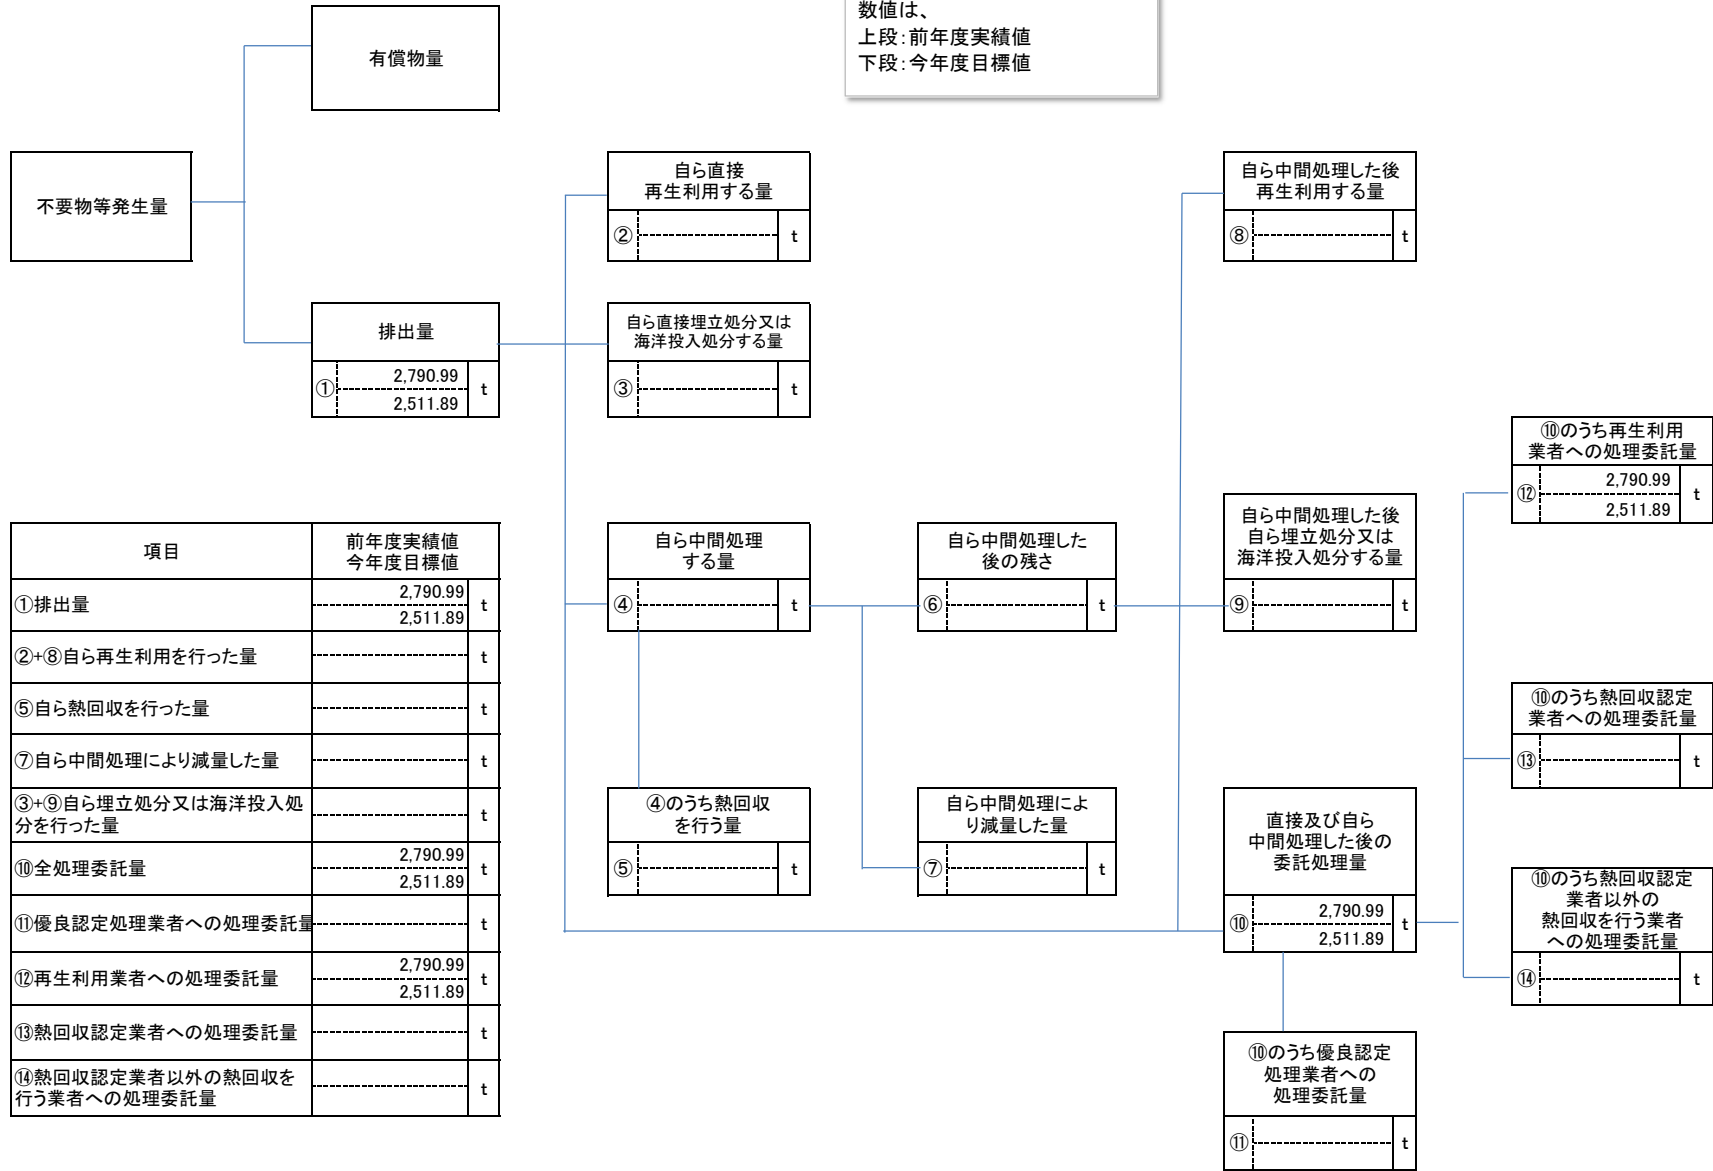 数値は、
上段：前年度実績値
下段：今年度目標値
有償物量
不要物等発生量
自ら直接
再生利用する量
② t
自ら中間処理した後
再生利用する量
⑧ t
排出量
① 2,790.99 t
2,511.89
自ら直接埋立処分又は
海洋投入処分する量
③ t
⑩のうち再生利用
業者への処理委託量
⑫ 2,790.99 t
2,511.89
自ら中間処理
する量
④ t
自ら中間処理した
後の残さ
⑥ t
自ら中間処理した後
自ら埋立処分又は
海洋投入処分する量
⑨ t
⑩のうち熱回収認定
業者への処理委託量
⑬ t
④のうち熱回収
を行う量
⑤ t
自ら中間処理によ
り減量した量
⑦ t
直接及び自ら
中間処理した後の
委託処理量
⑩ 2,790.99 t
2,511.89
⑩のうち熱回収認定
業者以外の
熱回収を行う業者
への処理委託量
⑭ t
⑩のうち優良認定
処理業者への
処理委託量
⑪ t
項目 前年度実績値
今年度目標値
①排出量 2,790.99 t
2,511.89
②+⑧自ら再生利用を行った量 t
⑤自ら熱回収を行った量 t
⑦自ら中間処理により減量した量 t
③+⑨自ら埋立処分又は海洋投入処
分を行った量 t
⑩全処理委託量 2,790.99 t
2,511.89
⑪優良認定処理業者への処理委託量 t
⑫再生利用業者への処理委託量 2,790.99 t
2,511.89
⑬熱回収認定業者への処理委託量 t
⑭熱回収認定業者以外の熱回収を
行う業者への処理委託量 t